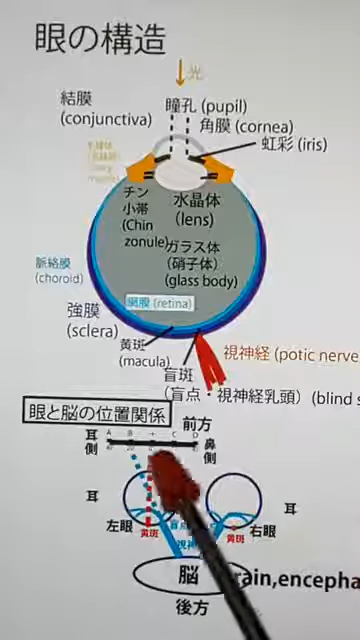 眼の構造
光
結膜
(conjunctiva)
瞳孔 (pupil)
角膜 (cornea)
虹彩 (iris)
チン
小帯
(Chin
zonule)
水晶体
(lens)
ガラス体
(硝子体)
(glass body)
脈絡膜
(choroid)
網膜 (retina)
強膜
(sclera)
黄斑
(macula)
視神経 (potic nerve
盲斑
(盲点・視神経乳頭) (blind s
眼と脳の位置関係
前方
耳
側
A B
C
鼻
側
耳
耳
左眼
黄斑
盲点
視神
黄斑
右眼
脳
rain,encepha
後方